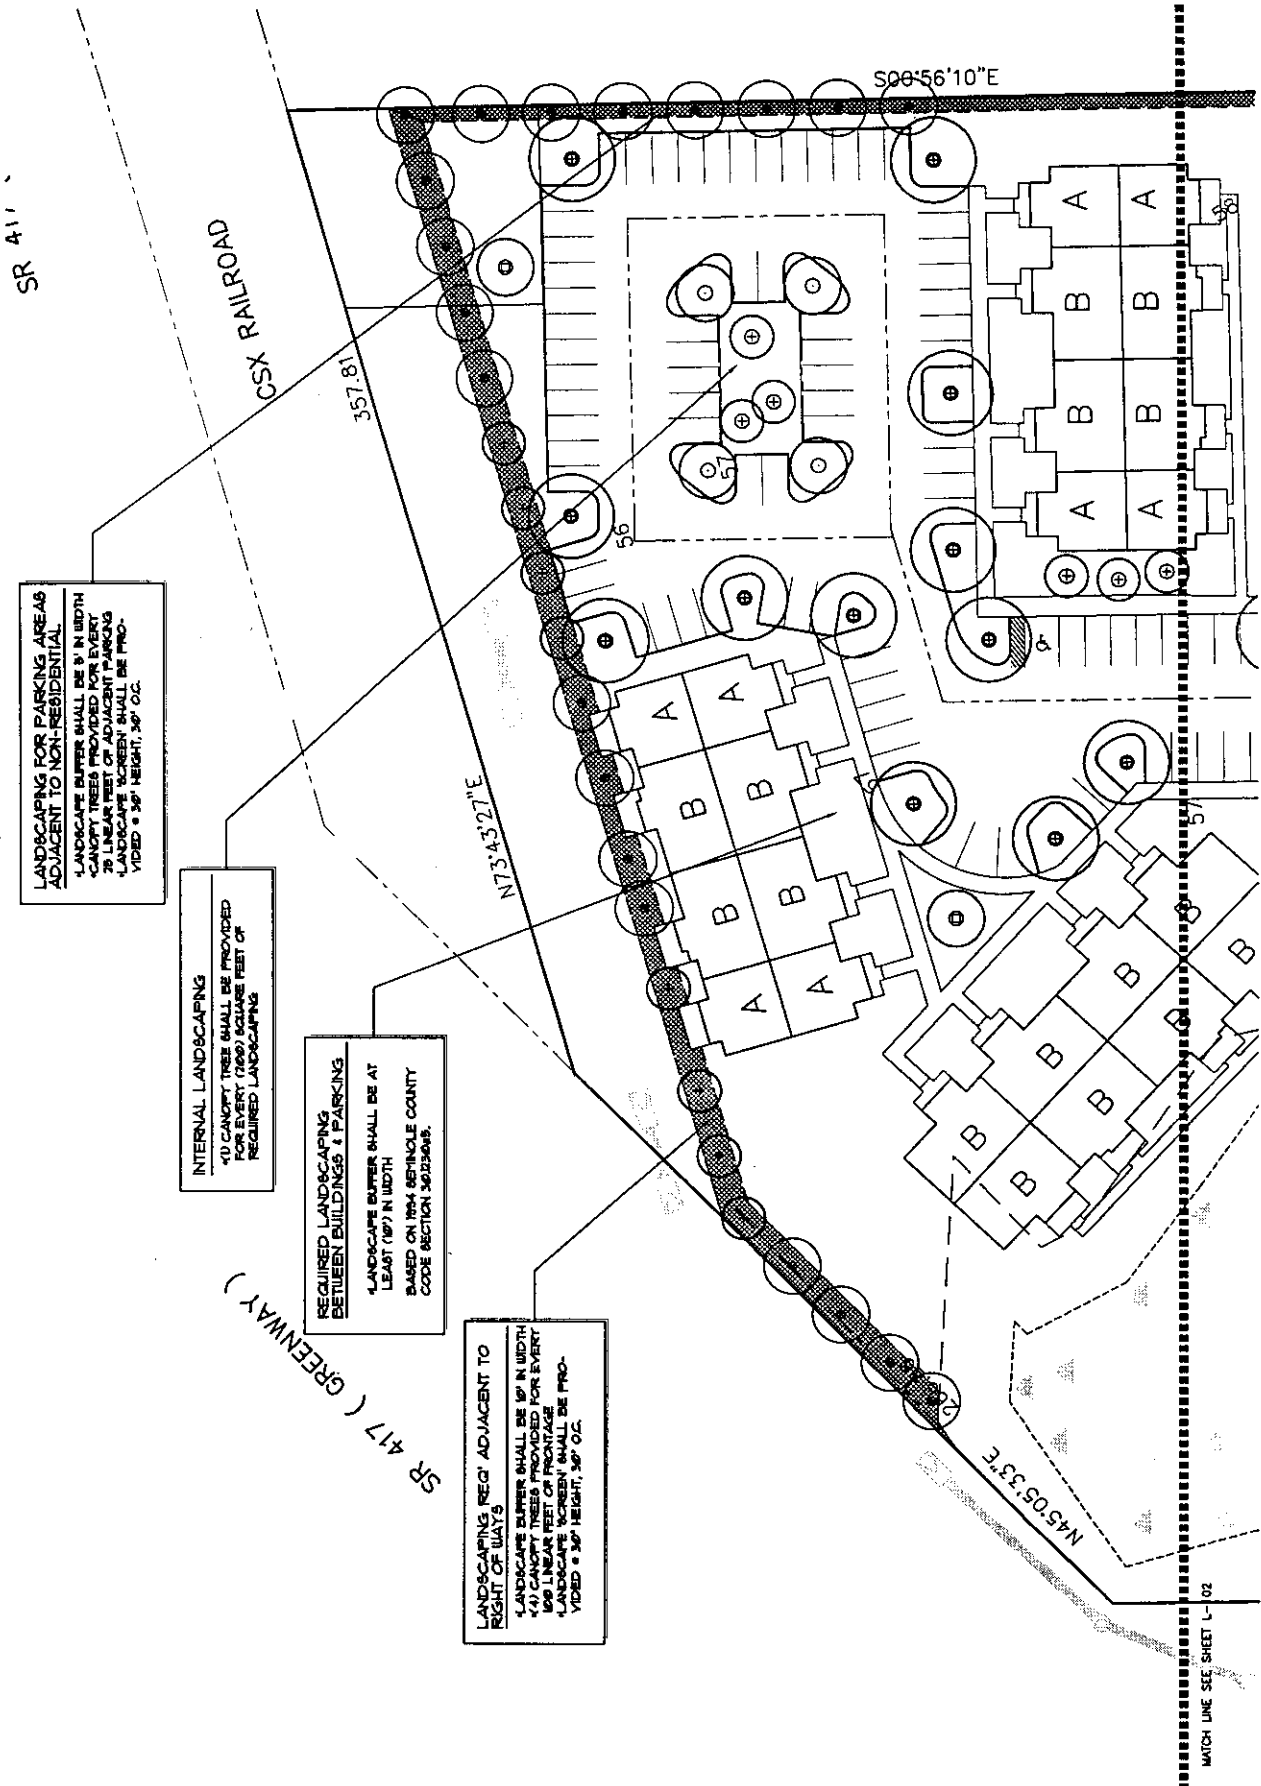 SR 417
CSX RAILROAD
S00°56'10"E
357.81
LANDSCAPING FOR PARKING AREAS
ADJACENT TO NON-RESIDENTIAL
*LANDSCAPE BUFFER SHALL BE 5' IN WIDTH
*CANOPY TREES PROVIDED FOR EVERY
25 LINEAR FEET OF ADJACENT PARKING
*LANDSCAPE 'SCREEN' SHALL BE PRO-
VIDED @ 30" HEIGHT, 30" O.C.
INTERNAL LANDSCAPING
*(1) CANOPY TREE SHALL BE PROVIDED
FOR EVERY (200) SQUARE FEET OF
REQUIRED LANDSCAPING
REQUIRED LANDSCAPING
BETWEEN BUILDINGS & PARKING
*LANDSCAPE BUFFER SHALL BE AT
LEAST (10') IN WIDTH
BASED ON 1994 SEMINOLE COUNTY
CODE SECTION
LANDSCAPING REQ' ADJACENT TO
RIGHT OF WAYS
*LANDSCAPE BUFFER SHALL BE 10' IN WIDTH
*(4) CANOPY TREES PROVIDED FOR EVERY
100 LINEAR FEET OF FRONTAGE
*LANDSCAPE 'SCREEN' SHALL BE PRO-
VIDED @ 30" HEIGHT, 30" O.C.
SR 417 ( GREENWAY )
N73°43'27"E
N45°05'33"E
A B B A
A B B A
A B B A
A B B A
B B B B
B B B B
56
57
57
28
MATCH LINE SEE SHEET L-102